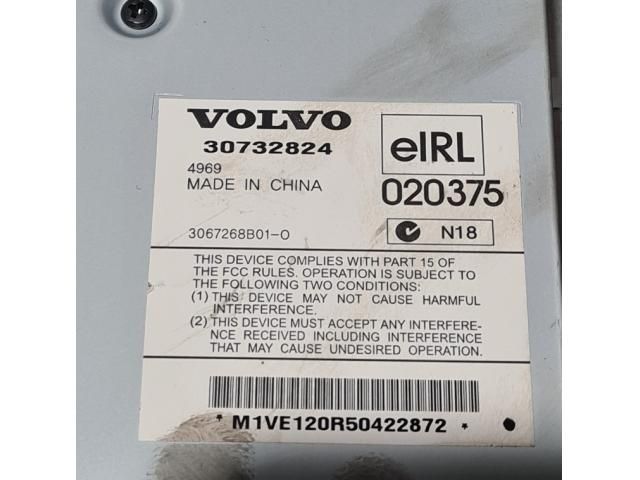 VOLVO
30732824
4969
MADE IN CHINA
3067268B01-O
eIRL
020375
N18
THIS DEVICE COMPLIES WITH PART 15 OF
THE FCC RULES. OPERATION IS SUBJECT TO
THE FOLLOWING TWO CONDITIONS:
(1) THIS DEVICE MAY NOT CAUSE HARMFUL
INTERFERENCE.
(2) THIS DEVICE MUST ACCEPT ANY INTERFERE-
NCE RECEIVED INCLUDING INTERFERENCE
THAT MAY CAUSE UNDESIRED OPERATION.
* M1VE120R50422872 *